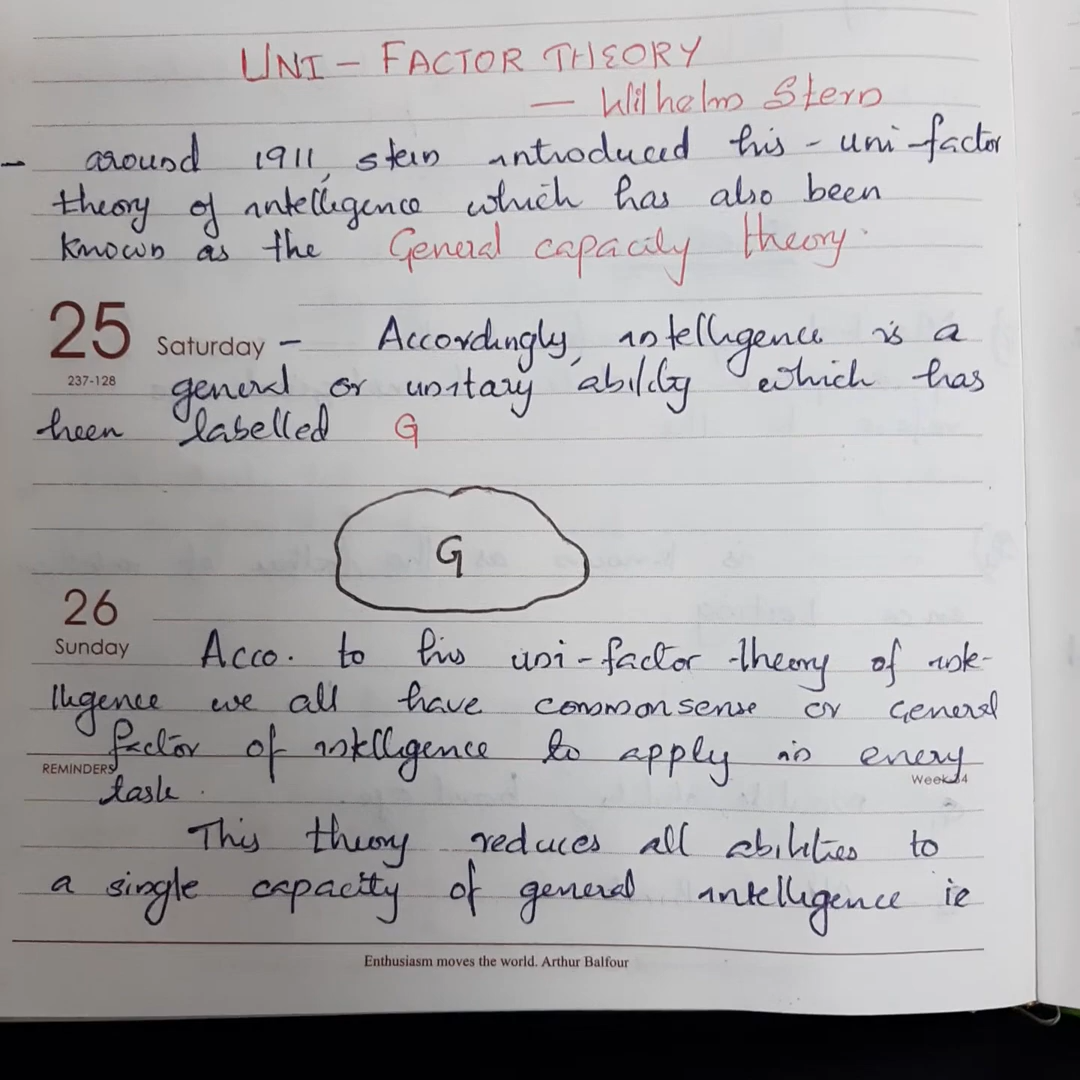 UNI - FACTOR THEORY
— Wilhelm Stern
- around 1911, stern introduced his - uni-factor
theory of intelligence which has also been
known as the General capacity theory.
25 Saturday - Accordingly, intelligence is a
237-128
general or unitary ability which has
been labelled G
G
26
Sunday
Acco. to his uni-factor theory of inte-
lligence we all have commonsense or General
factor of intelligence to apply in every
REMINDERS
task.
This theory reduces all abilities to
a single capacity of general intelligence ie
Enthusiasm moves the world. Arthur Balfour